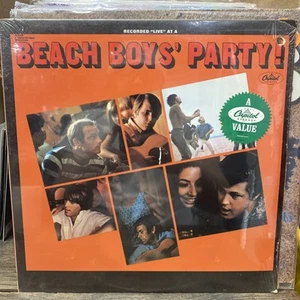 RECORDED "LIVE" AT A
BEACH BOYS' PARTY!
Capitol
A
Capitol
VALUE